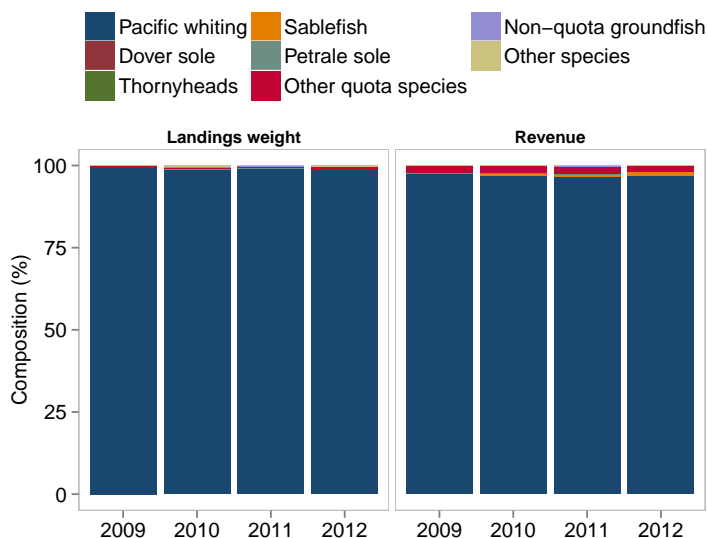 Pacific whiting Sablefish Non−quota groundfish
Dover sole Petrale sole Other species
Thornyheads Other quota species
Landings weight Revenue
100
75
50
25
0
Composition (%)
2009 2010 2011 2012 2009 2010 2011 2012